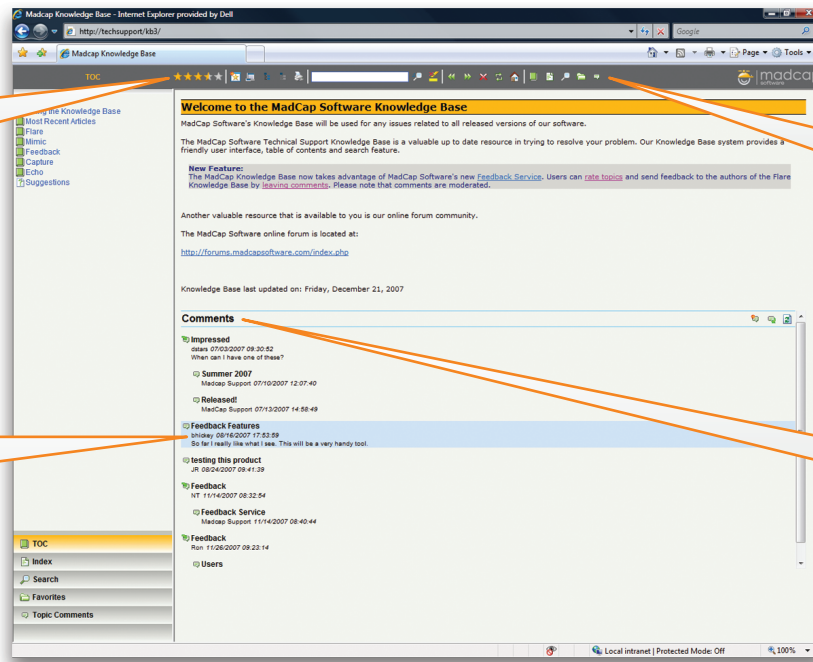 Madcap Knowledge Base - Internet Explorer provided by Dell
http://techsupport/kb3/
Google
Madcap Knowledge Base
Page
Tools
TOC
madcap
software
the Knowledge Base
Most Recent Articles
Flare
Mimic
Feedback
Capture
Echo
Suggestions
Welcome to the MadCap Software Knowledge Base
MadCap Software's Knowledge Base will be used for any issues related to all released versions of our software.
The MadCap Software Technical Support Knowledge Base is a valuable up to date resource in trying to resolve your problem. Our Knowledge Base system provides a
friendly user interface, table of contents and search feature.
New Feature:
The MadCap Knowledge Base now takes advantage of MadCap Software's new Feedback Service. Users can rate topics and send feedback to the authors of the Flare
Knowledge Base by leaving comments. Please note that comments are moderated.
Another valuable resource that is available to you is our online forum community.
The MadCap Software online forum is located at:
http://forums.madcapsoftware.com/index.php
Knowledge Base last updated on: Friday, December 21, 2007
Comments
Impressed
dstars 07/03/2007 09:30:52
When can I have one of these?
Summer 2007
Madcap Support 07/10/2007 12:07:40
Released!
MadCap Support 07/13/2007 14:58:49
Feedback Features
bhickey 08/16/2007 17:53:59
So far I really like what I see. This will be a very handy tool.
testing this product
JR 08/24/2007 09:41:39
Feedback
NT 11/14/2007 08:32:54
Feedback Service
Madcap Support 11/14/2007 08:40:44
Feedback
Ron 11/26/2007 09:23:14
Users
TOC
Index
Search
Favorites
Topic Comments
Local intranet | Protected Mode: Off
100%